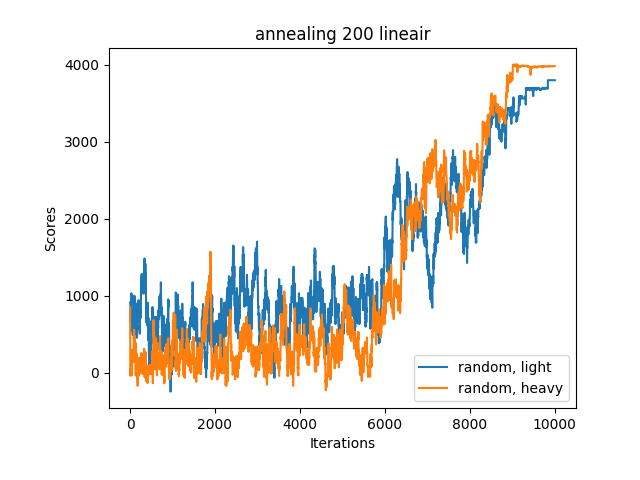 annealing 200 lineair
4000
3000
2000
1000
0
Scores
0 2000 4000 6000 8000 10000
Iterations
random, light
random, heavy